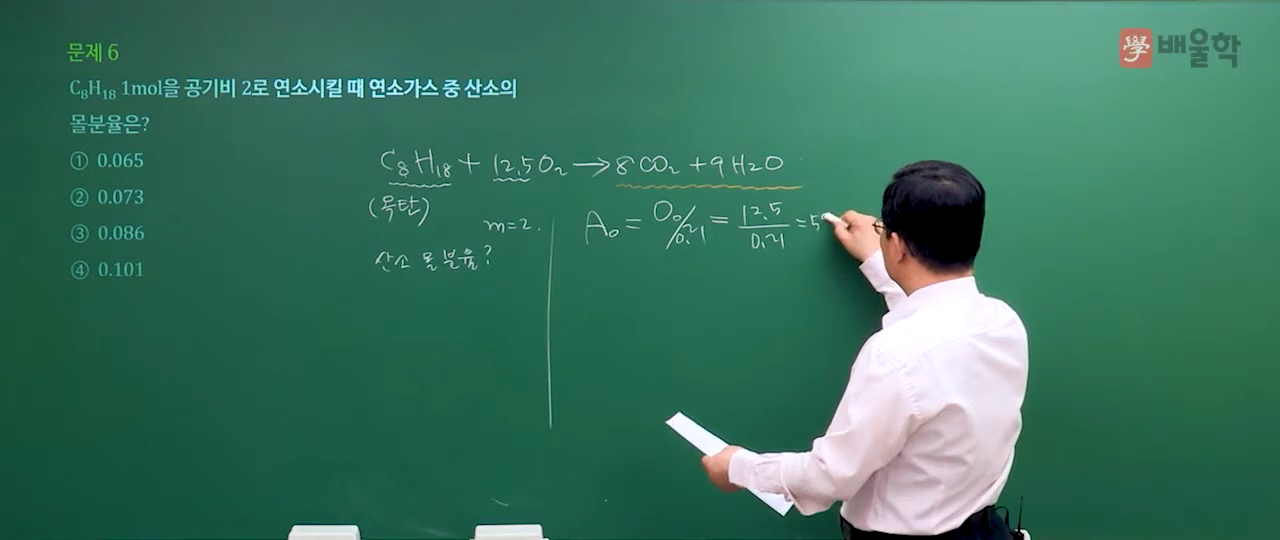 學 배울학
문제 6
C₈H₁₈ 1mol을 공기비 2로 연소시킬 때 연소가스 중 산소의
몰분율은?
① 0.065
② 0.073
③ 0.086
④ 0.101
C₈H₁₈ + 12.5O₂ → 8CO₂ + 9H2O
(옥탄)
m=2.
산소 몰분율?
A₀ = O₀/0.21 = 12.5/0.21 = 5